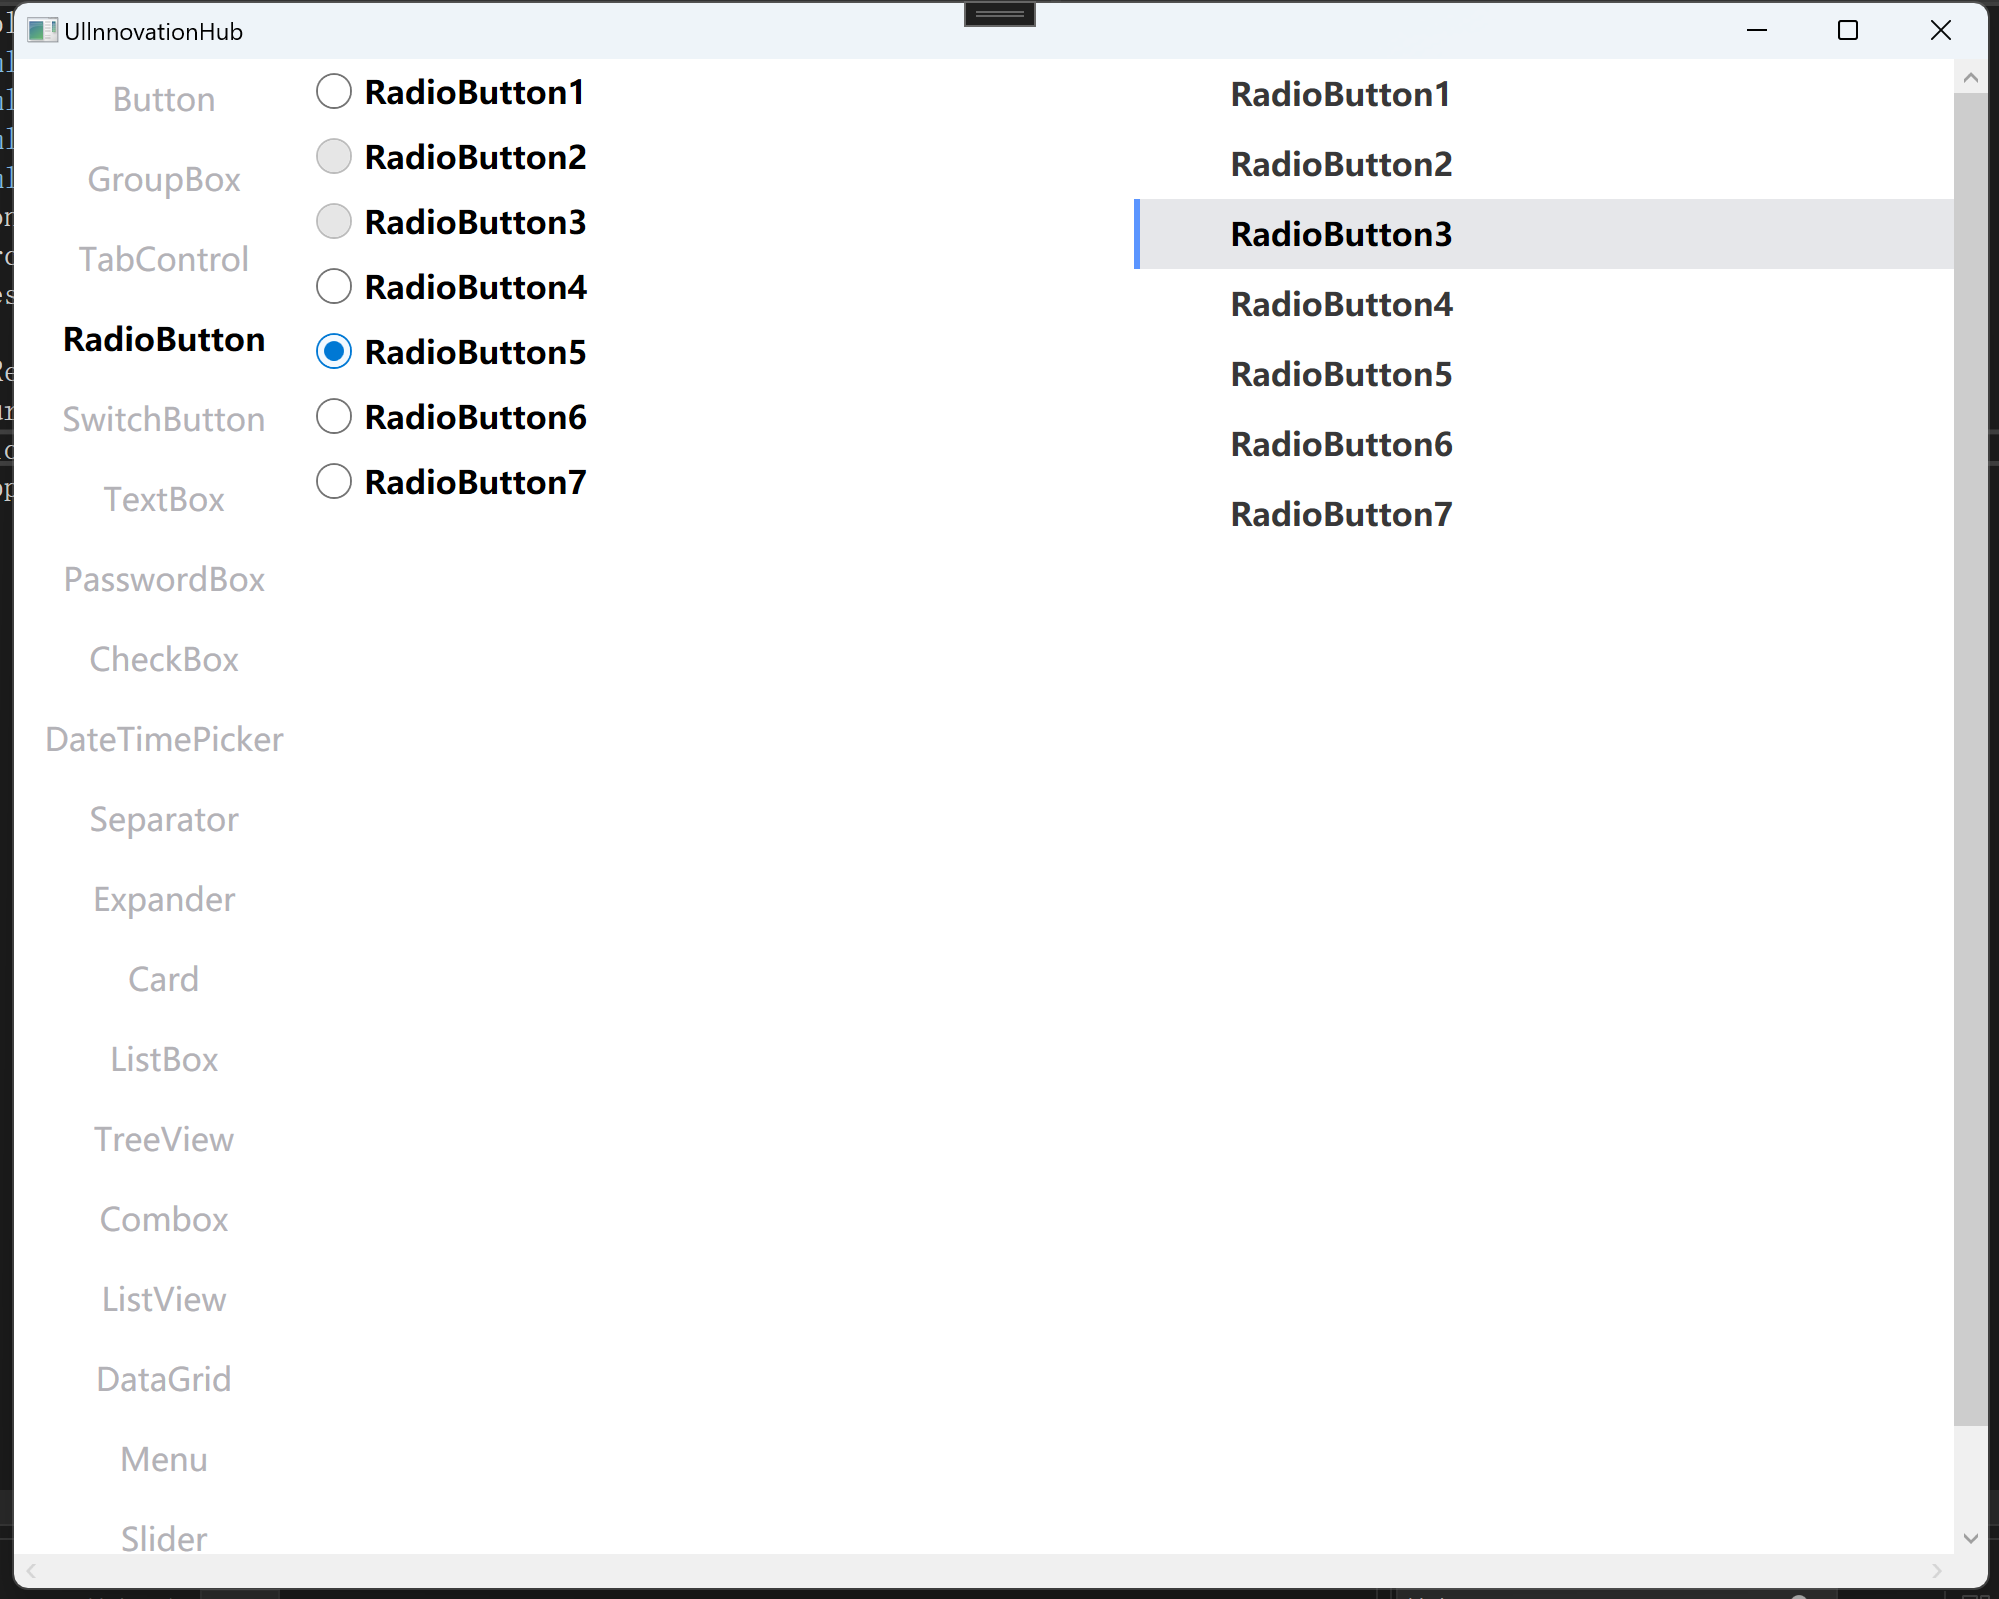 UIInnovationHub
Button
GroupBox
TabControl
RadioButton
SwitchButton
TextBox
PasswordBox
CheckBox
DateTimePicker
Separator
Expander
Card
ListBox
TreeView
Combox
ListView
DataGrid
Menu
Slider
RadioButton1
RadioButton2
RadioButton3
RadioButton4
RadioButton5
RadioButton6
RadioButton7
RadioButton1
RadioButton2
RadioButton3
RadioButton4
RadioButton5
RadioButton6
RadioButton7